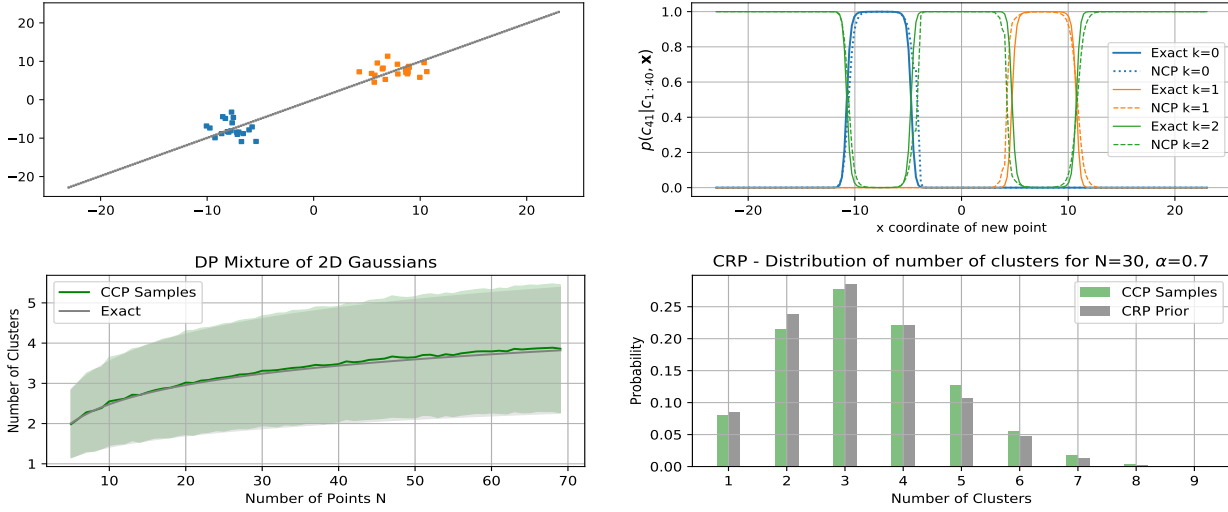 20
10
0
−10
−20
−20
−10
0
10
20
1.0
0.8
0.6
0.4
0.2
0.0
p(c41|c1:40, x)
Exact k=0
NCP k=0
Exact k=1
NCP k=1
Exact k=2
NCP k=2
−20
−10
0
10
20
x coordinate of new point
DP Mixture of 2D Gaussians
CCP Samples
Exact
Number of Clusters
5
4
3
2
1
10
20
30
40
50
60
70
Number of Points N
CRP - Distribution of number of clusters for N=30, α=0.7
CCP Samples
CRP Prior
Probability
0.25
0.20
0.15
0.10
0.05
0.00
1
2
3
4
5
6
7
8
9
Number of Clusters